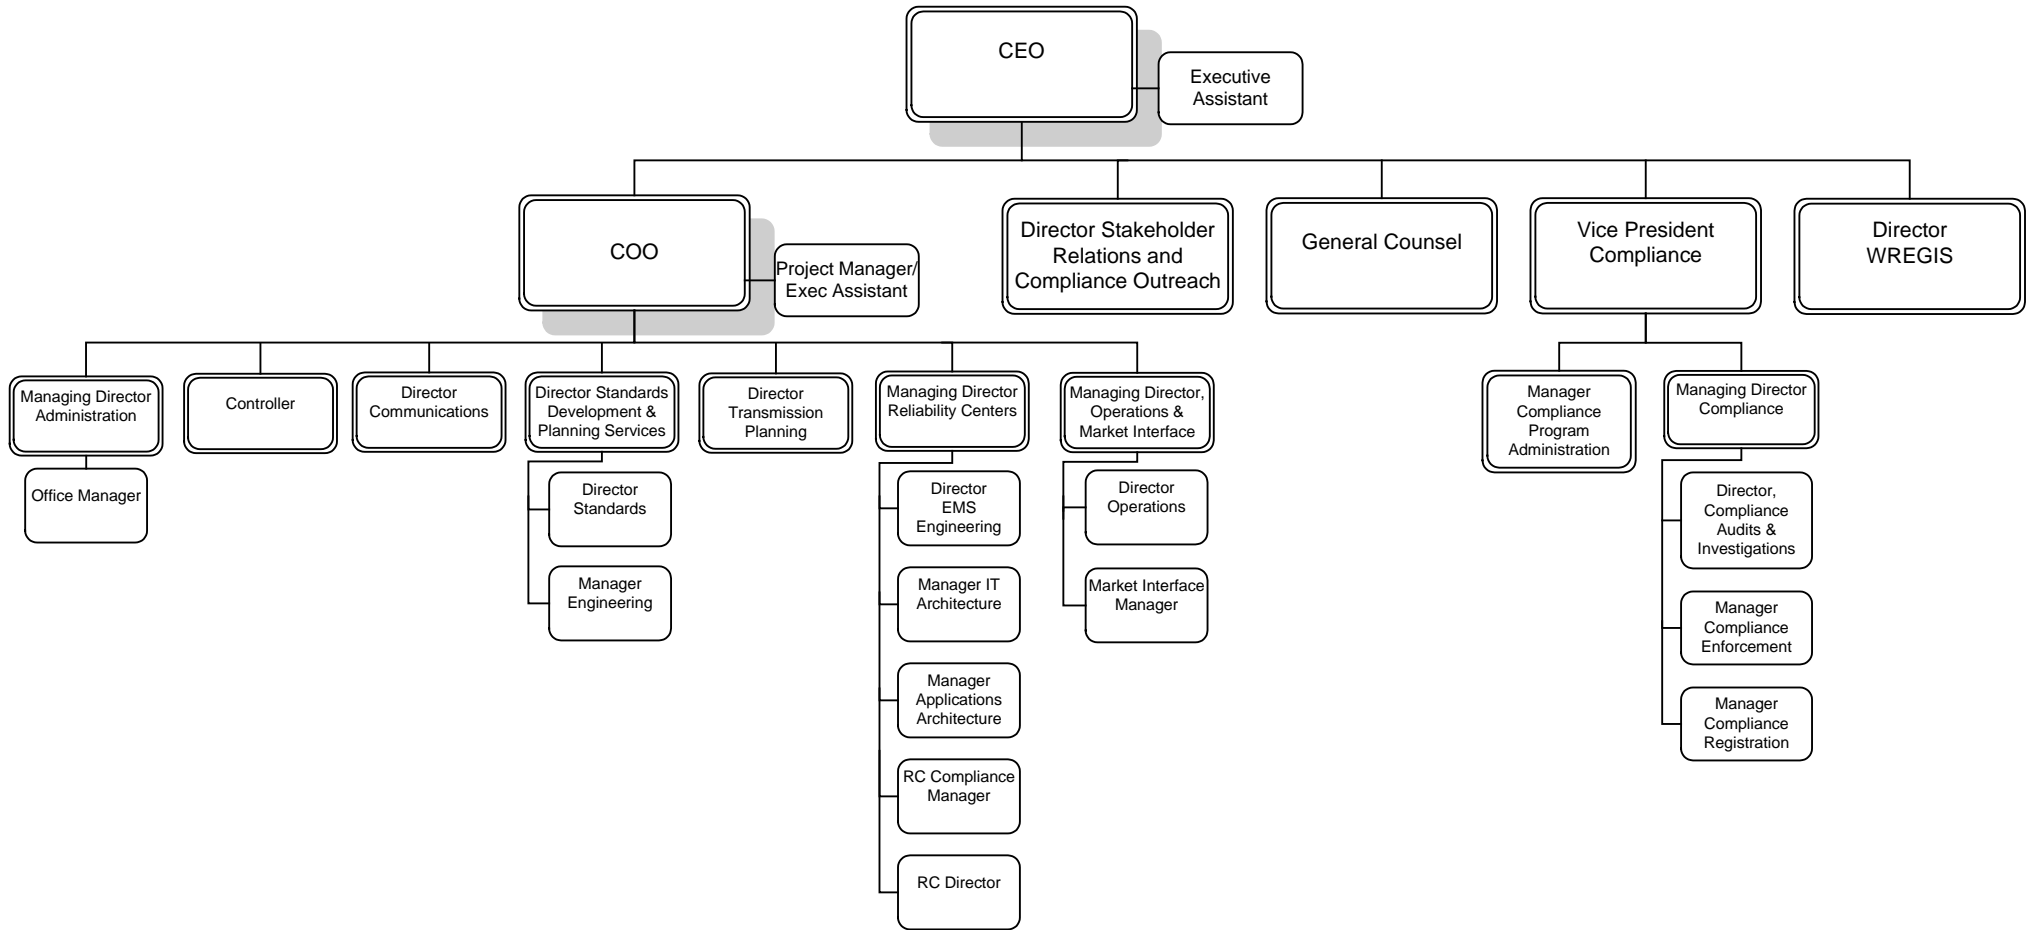 CEO
Executive
Assistant
COO
Project Manager/
Exec Assistant
Director Stakeholder
Relations and
Compliance Outreach
General Counsel
Vice President
Compliance
Director
WREGIS
Managing Director
Administration
Controller
Director
Communications
Director Standards
Development &
Planning Services
Director
Transmission
Planning
Managing Director
Reliability Centers
Managing Director,
Operations &
Market Interface
Manager
Compliance
Program
Administration
Managing Director
Compliance
Office Manager
Director
Standards
Manager
Engineering
Director
EMS
Engineering
Manager IT
Architecture
Manager
Applications
Architecture
RC Compliance
Manager
RC Director
Director
Operations
Market Interface
Manager
Director,
Compliance
Audits &
Investigations
Manager
Compliance
Enforcement
Manager
Compliance
Registration